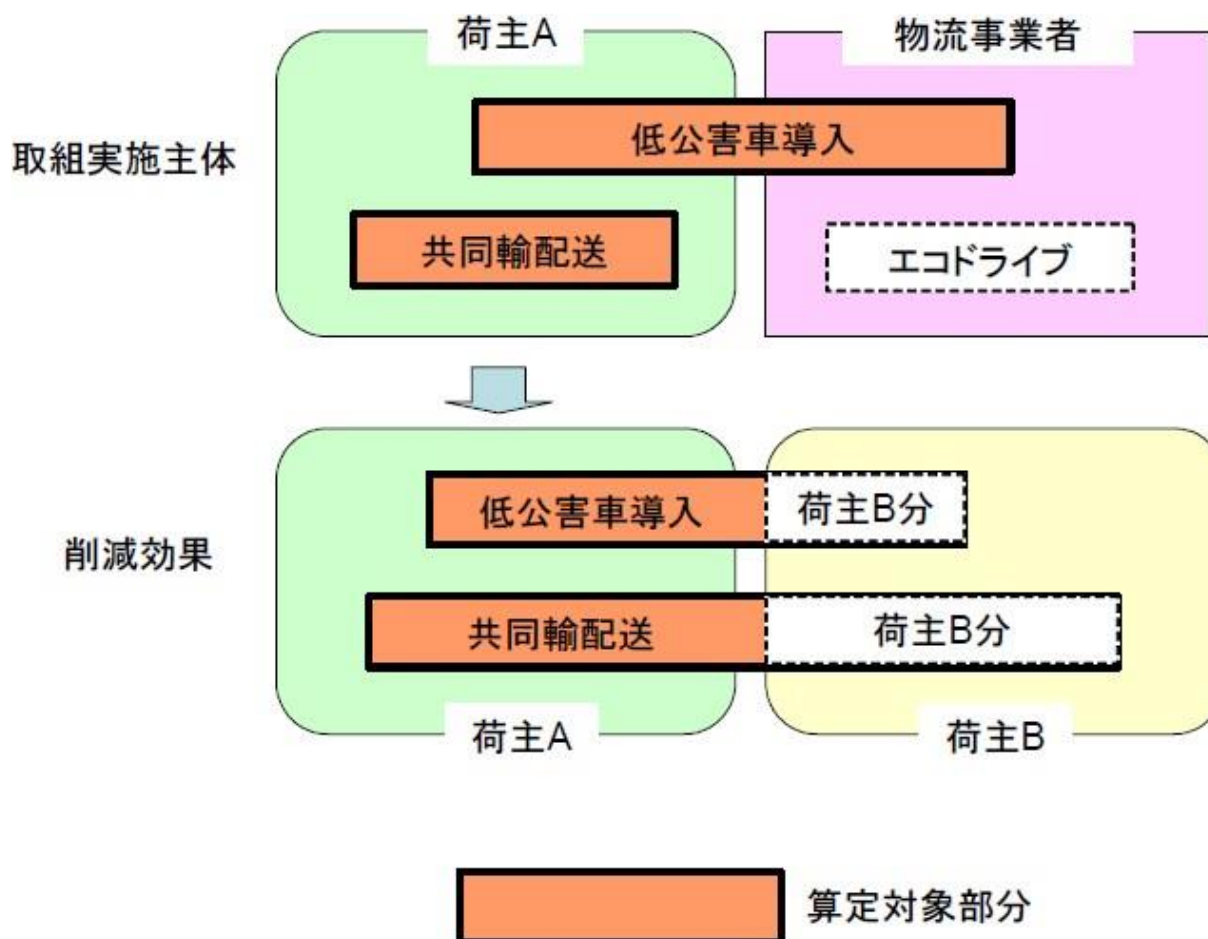 荷主A
物流事業者
低公害車導入
取組実施主体
共同輸配送
エコドライブ
低公害車導入
荷主B分
削減効果
共同輸配送
荷主B分
荷主A
荷主B
算定対象部分